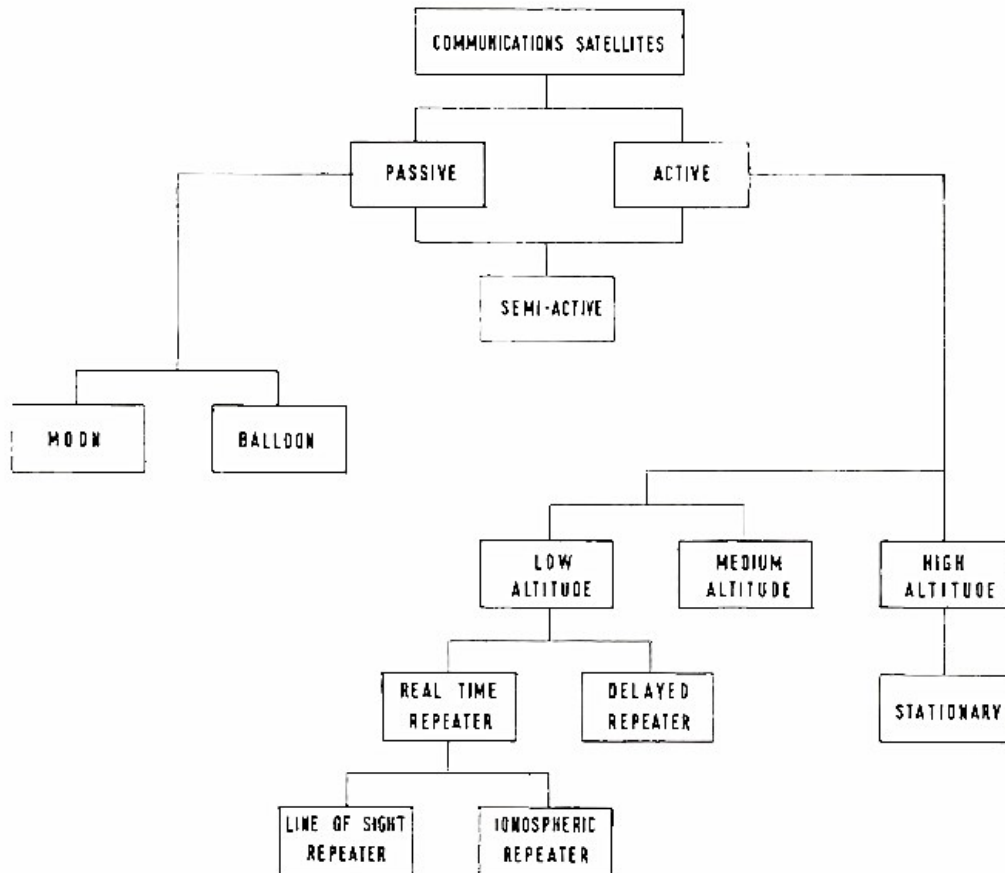 COMMUNICATIONS SATELLITES
PASSIVE
ACTIVE
SEMI-ACTIVE
MOON
BALLOON
LOW
ALTITUDE
MEDIUM
ALTITUDE
HIGH
ALTITUDE
REAL TIME
REPEATER
DELAYED
REPEATER
STATIONARY
LINE OF SIGHT
REPEATER
IONOSPHERIC
REPEATER